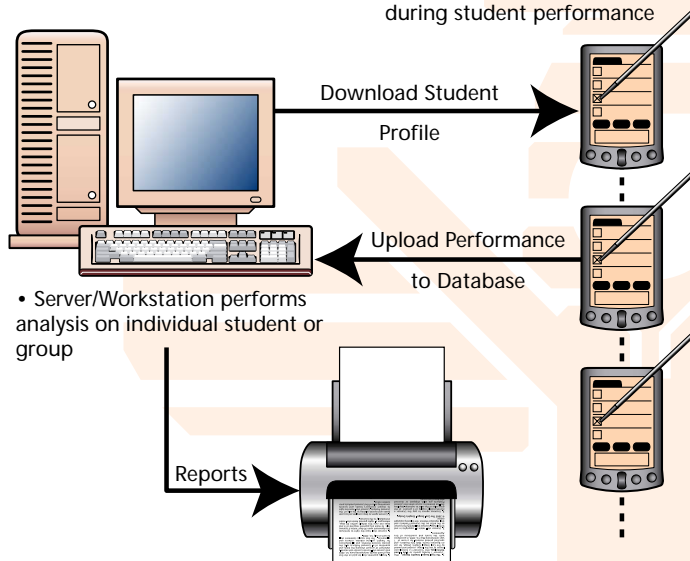 during student performance
Download Student
Profile
Upload Performance
to Database
• Server/Workstation performs
analysis on individual student or
group
Reports